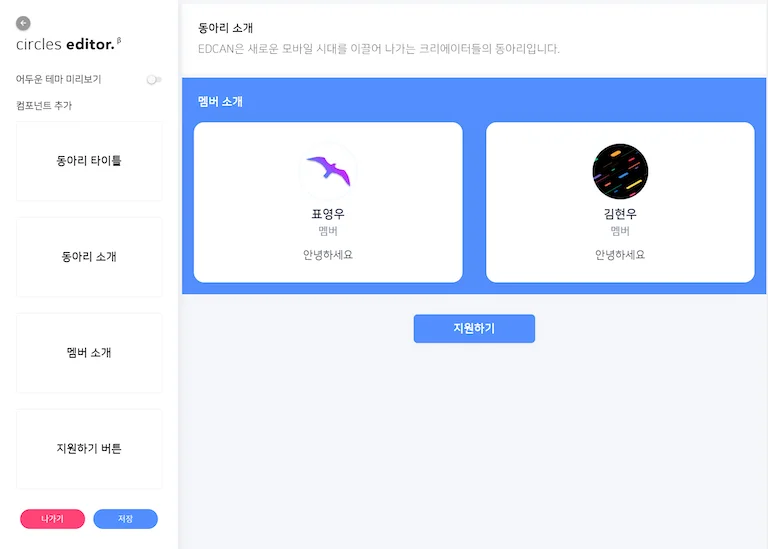 circles editor.β
어두운 테마 미리보기
컴포넌트 추가
동아리 타이틀
동아리 소개
멤버 소개
지원하기 버튼
나가기
저장
동아리 소개
EDCAN은 새로운 모바일 시대를 이끌어 나가는 크리에이터들의 동아리입니다.
멤버 소개
표영우
멤버
안녕하세요
김현우
멤버
안녕하세요
지원하기